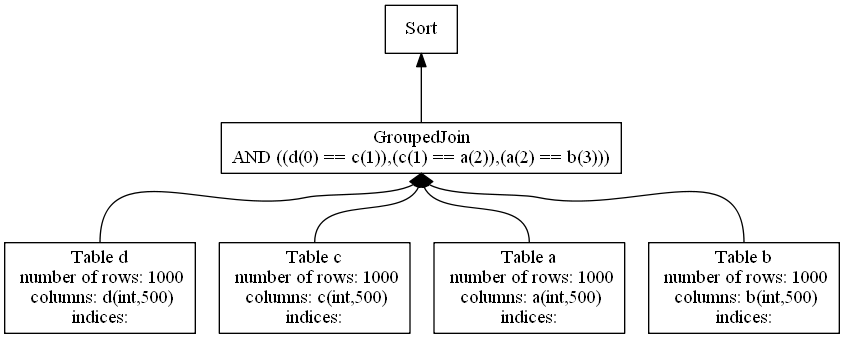 Sort
GroupedJoin
AND ((d(0) == c(1)),(c(1) == a(2)),(a(2) == b(3)))
Table d
number of rows: 1000
columns: d(int,500)
indices:
Table c
number of rows: 1000
columns: c(int,500)
indices:
Table a
number of rows: 1000
columns: a(int,500)
indices:
Table b
number of rows: 1000
columns: b(int,500)
indices: